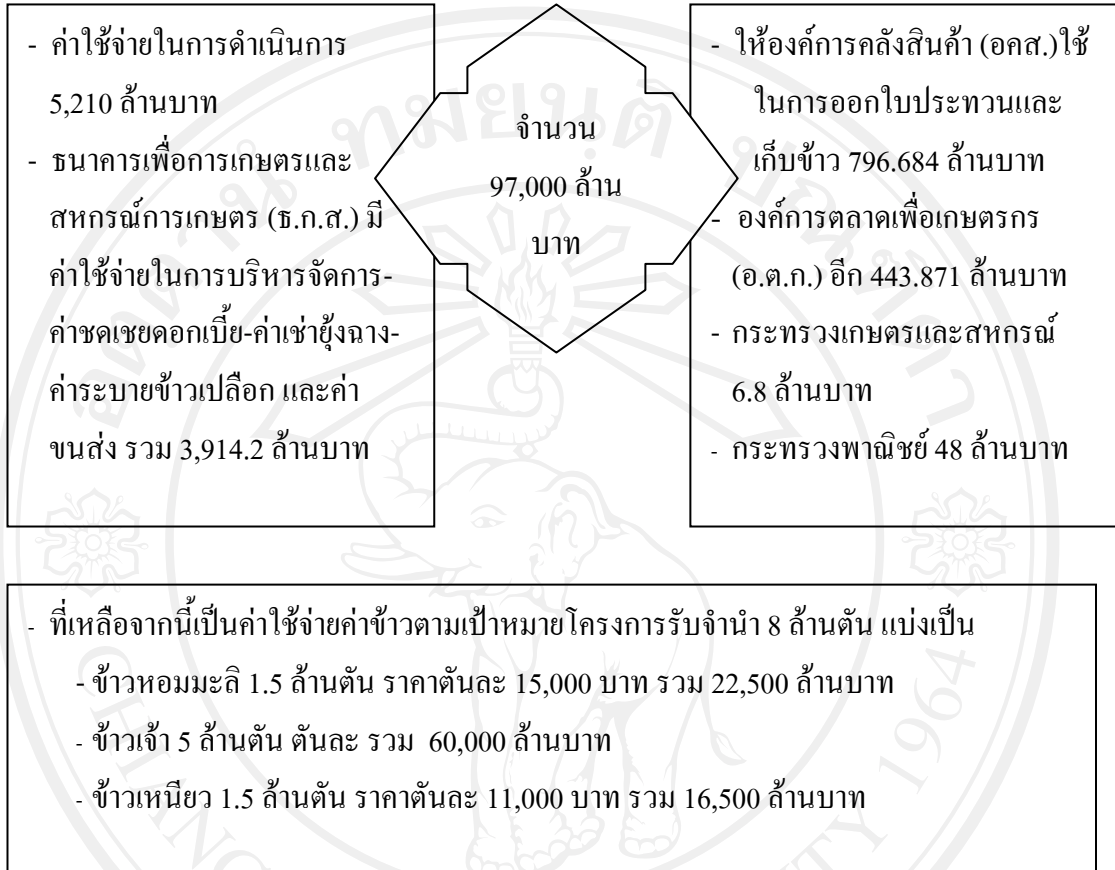 - ค่าใช้จ่ายในการดำเนินการ
5,210 ล้านบาท
- ธนาคารเพื่อการเกษตรและ
สหกรณ์การเกษตร (ธ.ก.ส.) มี
ค่าใช้จ่ายในการบริหารจัดการ-
ค่าชดเชยดอกเบี้ย-ค่าเช่ายุ้งฉาง-
ค่าระบายข้าวเปลือก และค่า
ขนส่ง รวม 3,914.2 ล้านบาท
จำนวน
97,000 ล้าน
บาท
- ให้องค์การคลังสินค้า (อคส.)ใช้
ในการออกใบประทวนและ
เก็บข้าว 796.684 ล้านบาท
- องค์การตลาดเพื่อเกษตรกร
(อ.ต.ก.) อีก 443.871 ล้านบาท
- กระทรวงเกษตรและสหกรณ์
6.8 ล้านบาท
- กระทรวงพาณิชย์ 48 ล้านบาท
- ที่เหลือจากนี้เป็นค่าใช้จ่ายค่าข้าวตามเป้าหมายโครงการรับจำนำ 8 ล้านตัน แบ่งเป็น
- ข้าวหอมมะลิ 1.5 ล้านตัน ราคาตันละ 15,000 บาท รวม 22,500 ล้านบาท
- ข้าวเจ้า 5 ล้านตัน ตันละ รวม 60,000 ล้านบาท
- ข้าวเหนียว 1.5 ล้านตัน ราคาตันละ 11,000 บาท รวม 16,500 ล้านบาท